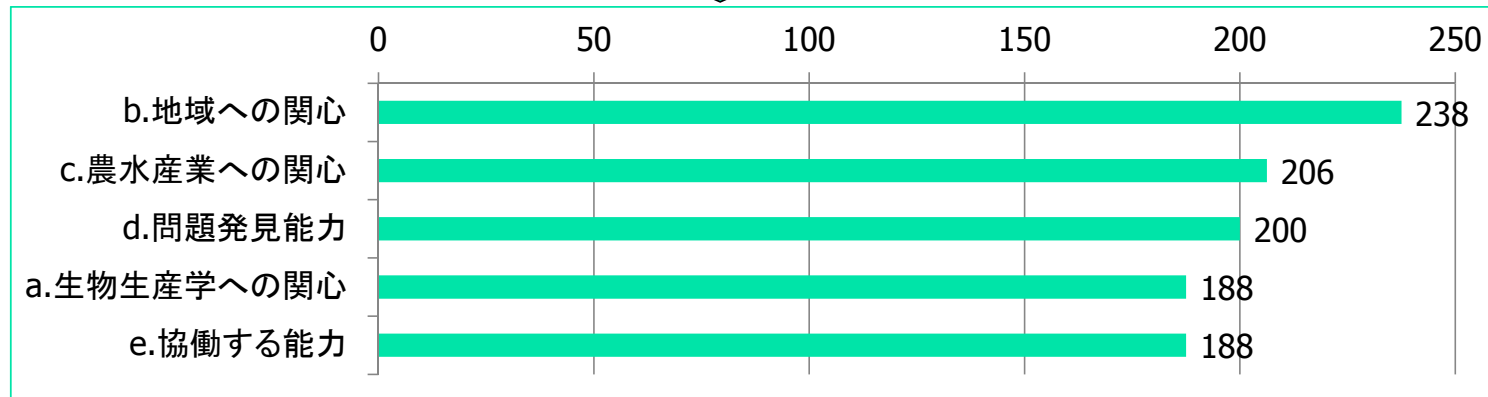 0 50 100 150 200 250
b.地域への関心 238
c.農水産業への関心 206
d.問題発見能力 200
a.生物生産学への関心 188
e.協働する能力 188